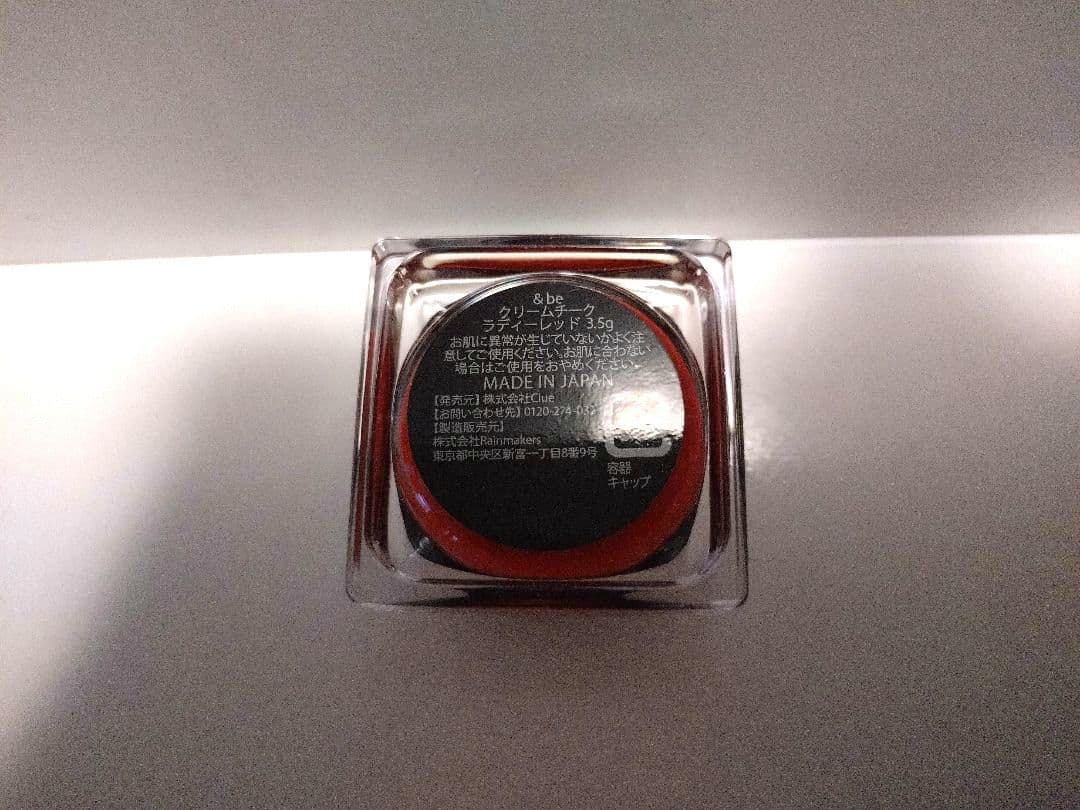 &be
クリームチーク
ラディーレッド 3.5g
お肌に異常が生じていないかよく注
意してご使用ください。お肌に合わない
場合はご使用をおやめください。
MADE IN JAPAN
【発売元】株式会社Clue
【お問い合わせ先】
【製造販売元】
株式会社Rainmakers
東京都中央区新富一丁目8番9号
容器
キャップ